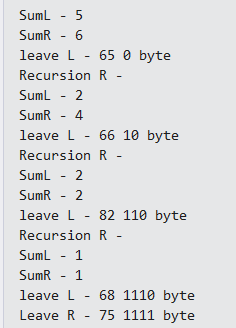 SumL - 5
SumR - 6
leave L - 65 0 byte
Recursion R -
SumL - 2
SumR - 4
leave L - 66 10 byte
Recursion R -
SumL - 2
SumR - 2
leave L - 82 110 byte
Recursion R -
SumL - 1
SumR - 1
leave L - 68 1110 byte
Leave R - 75 1111 byte